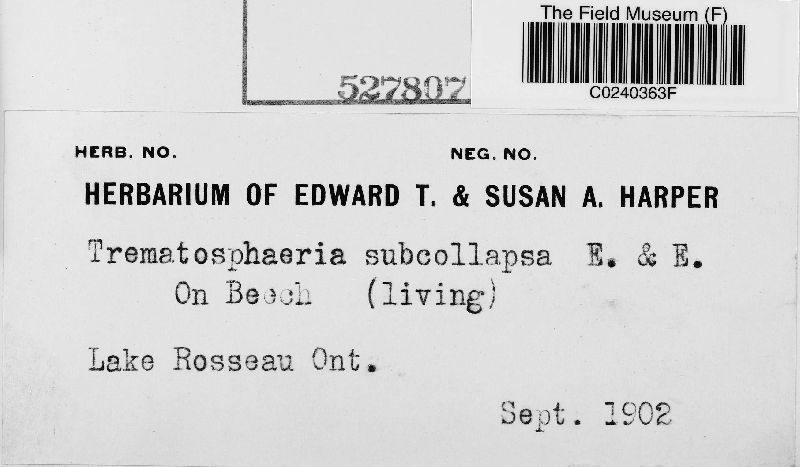 The Field Museum (F)
C0240363F
527807
HERB. NO. NEG. NO.
HERBARIUM OF EDWARD T. & SUSAN A. HARPER
Trematosphaeria subcollapsa E. & E.
On Beech (living)
Lake Rosseau Ont.
Sept. 1902